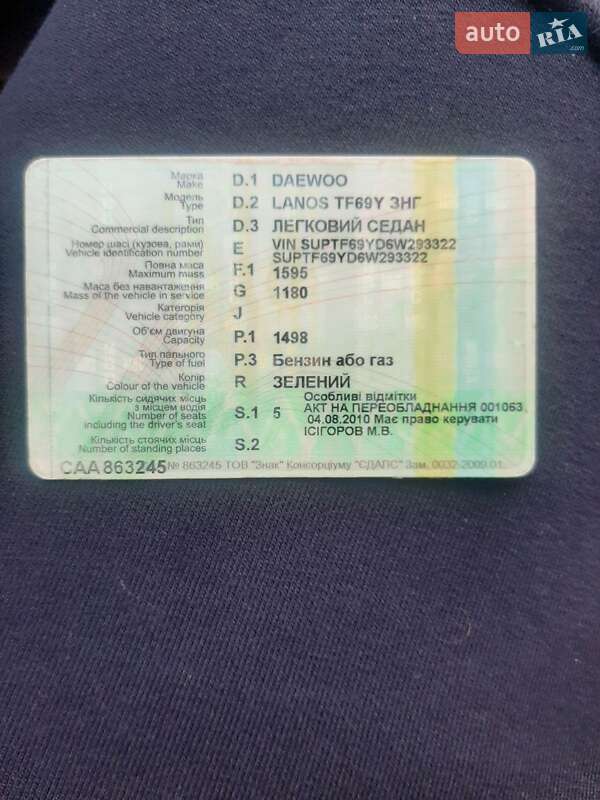 auto RIA.com
Марка
Make D.1 DAEWOO
Модель
Type D.2 LANOS TF69Y ЗНГ
Тип
Commercial description D.3 ЛЕГКОВИЙ СЕДАН
Номер шасі (кузова, рами)
Vehicle identification number E VIN SUPTF69YD6W293322
SUPTF69YD6W293322
Повна маса
Maximum mass F.1 1595
Маса без навантаження
Mass of the vehicle in service G 1180
Категорія
Vehicle category J
Об'єм двигуна
Capacity P.1 1498
Тип пального
Type of fuel P.3 Бензин або газ
Колір
Colour of the vehicle R ЗЕЛЕНИЙ
Кількість сидячих місць
з місцем водія
Number of seats
including the driver's seat S.1 5
Особливі відмітки
АКТ НА ПЕРЕОБЛАДНАННЯ 001063
04.08.2010 Має право керувати
ІСІГОРОВ М.В.
Кількість стоячих місць
Number of standing places S.2
САА 863245
№ 863245 ТОВ "Знак" Консорціуму "ЄДАПС" Зам. 0032-2009.01.